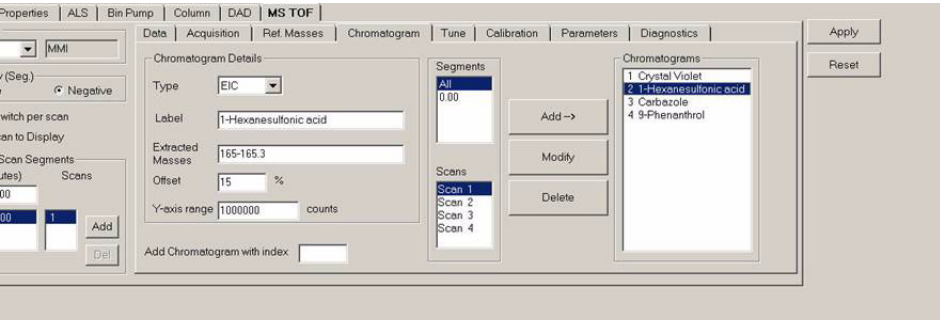 Properties ALS Bin Pump Column DAD MS TOF
Data Acquisition Ref. Masses Chromatogram Tune Calibration Parameters Diagnostics
Apply
Reset
MMI
(Seg.)
Negative
witch per scan
an to Display
Scan Segments
utes) Scans
00
00 1
Add
Del
Chromatogram Details
Type EIC
Label 1-Hexanesulfonic acid
Extracted Masses 165-165.3
Offset 15 %
Y-axis range 1000000 counts
Add Chromatogram with index
Segments
All
0.00
Scans
Scan 1
Scan 2
Scan 3
Scan 4
Add -->
Modify
Delete
Chromatograms
1 Crystal Violet
2 1-Hexanesulfonic acid
3 Carbazole
4 9-Phenanthrol